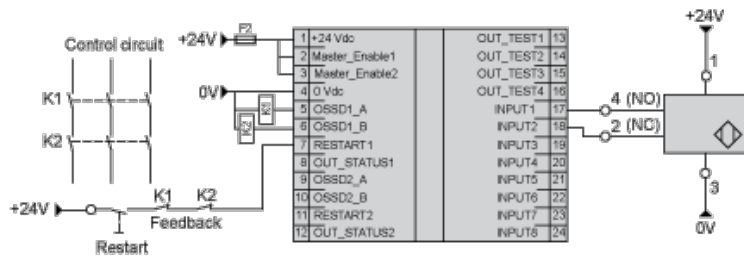 Control circuit
K1
K2
+24V
F2
0V
K1
K2
1 +24 Vdc
2 Master_Enable1
3 Master_Enable2
4 0 Vdc
5 OSSD1_A
6 OSSD1_B
7 RESTART1
8 OUT_STATUS1
9 OSSD2_A
10 OSSD2_B
11 RESTART2
12 OUT_STATUS2
OUT_TEST1 13
OUT_TEST2 14
OUT_TEST3 15
OUT_TEST4 16
INPUT1 17
INPUT2 18
INPUT3 19
INPUT4 20
INPUT5 21
INPUT6 22
INPUT7 23
INPUT8 24
+24V
1
4 (NO)
2 (NC)
3
0V
+24V
K1 K2
Feedback
Restart